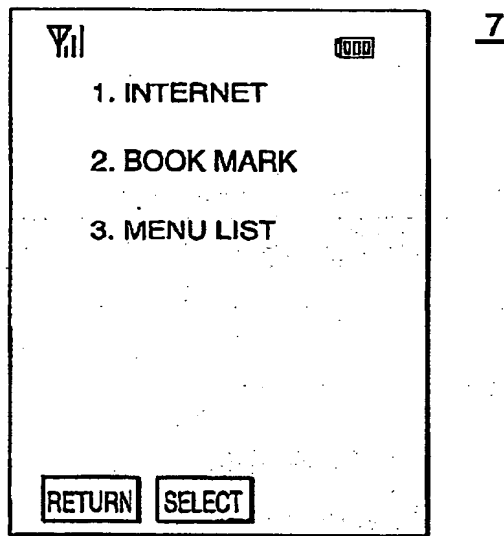 7
1. INTERNET
2. BOOK MARK
3. MENU LIST
RETURN SELECT